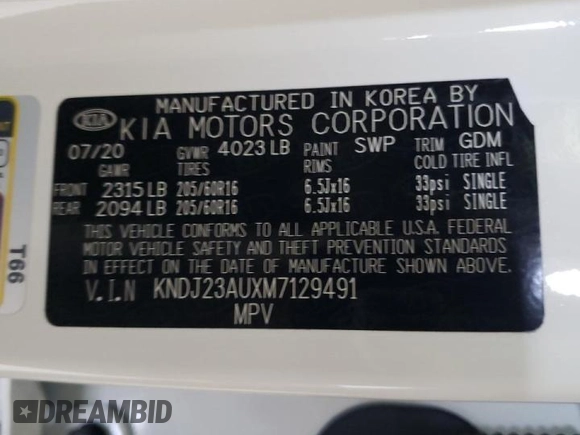 MANUFACTURED IN KOREA BY
KIA KIA MOTORS CORPORATION
07/20 GVWR 4023 LB PAINT SWP TRIM GDM
GAWR TIRES RIMS COLD TIRE INFL
FRONT 2315 LB 205/60R16 6.5Jx16 33psi SINGLE
REAR 2094 LB 205/60R16 6.5Jx16 33psi SINGLE
THIS VEHICLE CONFORMS TO ALL APPLICABLE U.S.A. FEDERAL
MOTOR VEHICLE SAFETY AND THEFT PREVENTION STANDARDS
IN EFFECT ON THE DATE OF MANUFACTURE SHOWN ABOVE.
V.I.N KNDJ23AUXM7129491
MPV
T66
DREAMBID